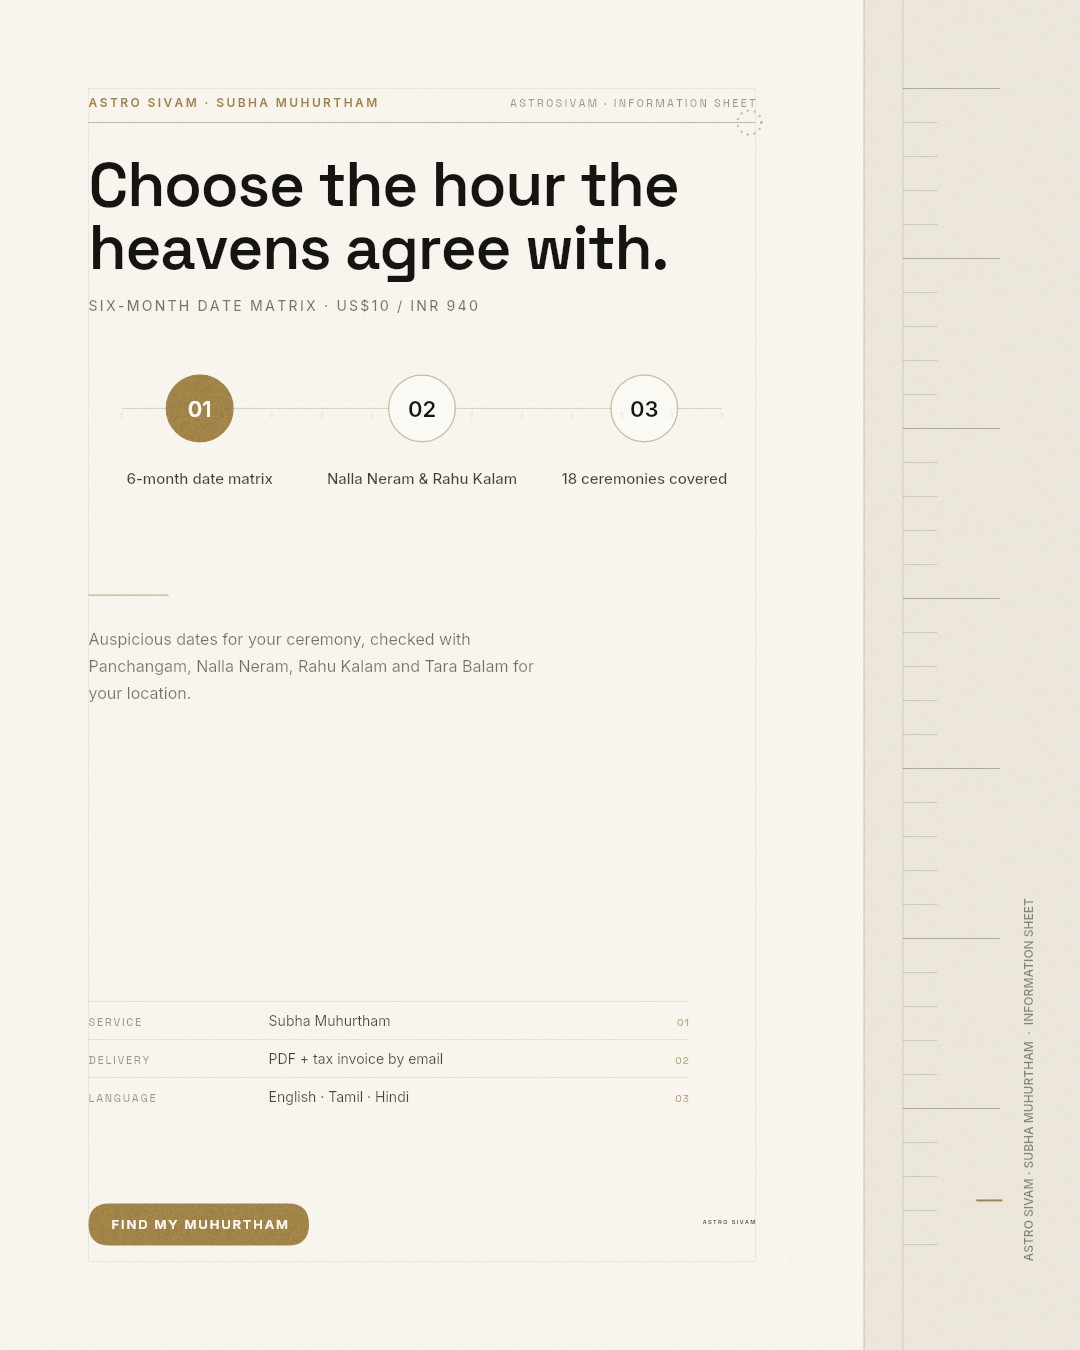 ASTRO SIVAM · SUBHA MUHURTHAM
ASTROSIVAM · INFORMATION SHEET
Choose the hour the
heavens agree with.
SIX-MONTH DATE MATRIX · US$10 / INR 940
01
02
03
6-month date matrix
Nalla Neram & Rahu Kalam
18 ceremonies covered
Auspicious dates for your ceremony, checked with
Panchangam, Nalla Neram, Rahu Kalam and Tara Balam for
your location.
SERVICE Subha Muhurtham 01
DELIVERY PDF + tax invoice by email 02
LANGUAGE English · Tamil · Hindi 03
FIND MY MUHURTHAM
ASTRO SIVAM
ASTRO SIVAM · SUBHA MUHURTHAM · INFORMATION SHEET